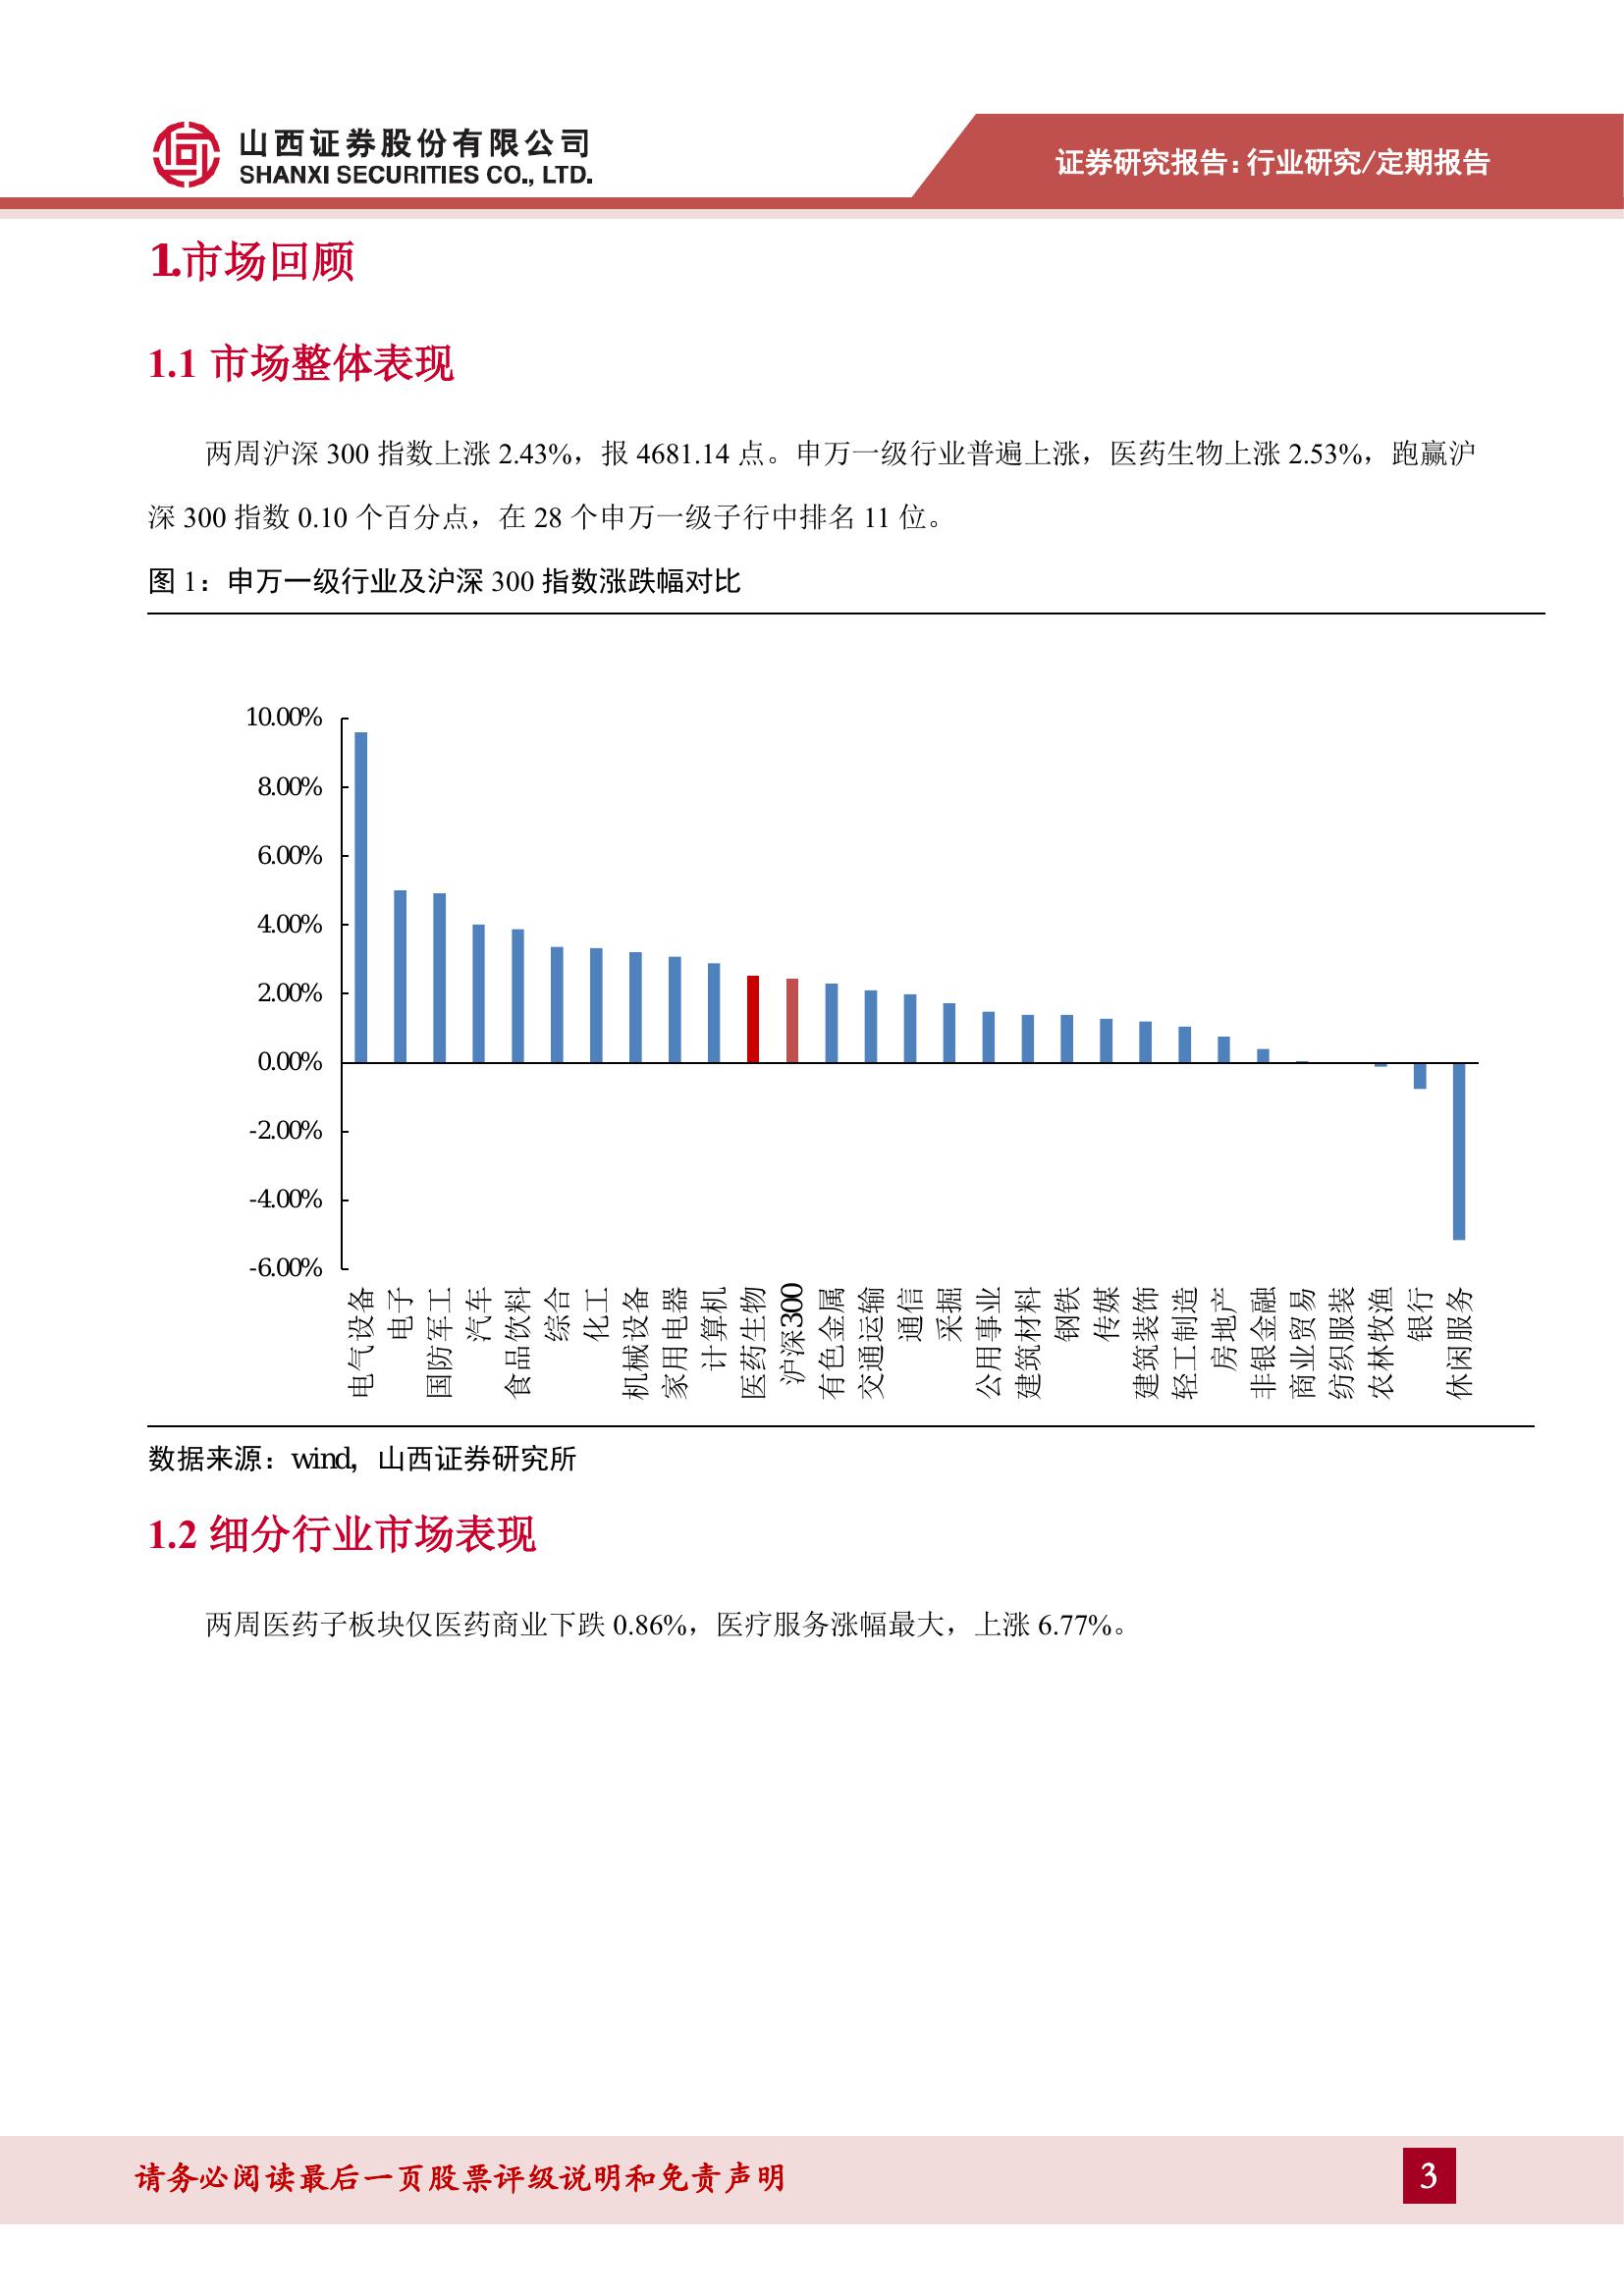 山西证券股份有限公司
SHANXI SECURITIES CO., LTD.
证券研究报告:行业研究/定期报告
1.市场回顾
1.1 市场整体表现
两周沪深 300 指数上涨 2.43%，报 4681.14 点。申万一级行业普遍上涨，医药生物上涨 2.53%，跑赢沪
深 300 指数 0.10 个百分点，在 28 个申万一级子行中排名 11 位。
图 1：申万一级行业及沪深 300 指数涨跌幅对比
10.00%
8.00%
6.00%
4.00%
2.00%
0.00%
-2.00%
-4.00%
-6.00%
电气设备
电子
国防军工
汽车
食品饮料
综合
化工
机械设备
家用电器
计算机
医药生物
沪深300
有色金属
交通运输
通信
采掘
公用事业
建筑材料
钢铁
传媒
建筑装饰
轻工制造
房地产
非银金融
商业贸易
纺织服装
农林牧渔
银行
休闲服务
数据来源：wind，山西证券研究所
1.2 细分行业市场表现
两周医药子板块仅医药商业下跌 0.86%，医疗服务涨幅最大，上涨 6.77%。
请务必阅读最后一页股票评级说明和免责声明
3